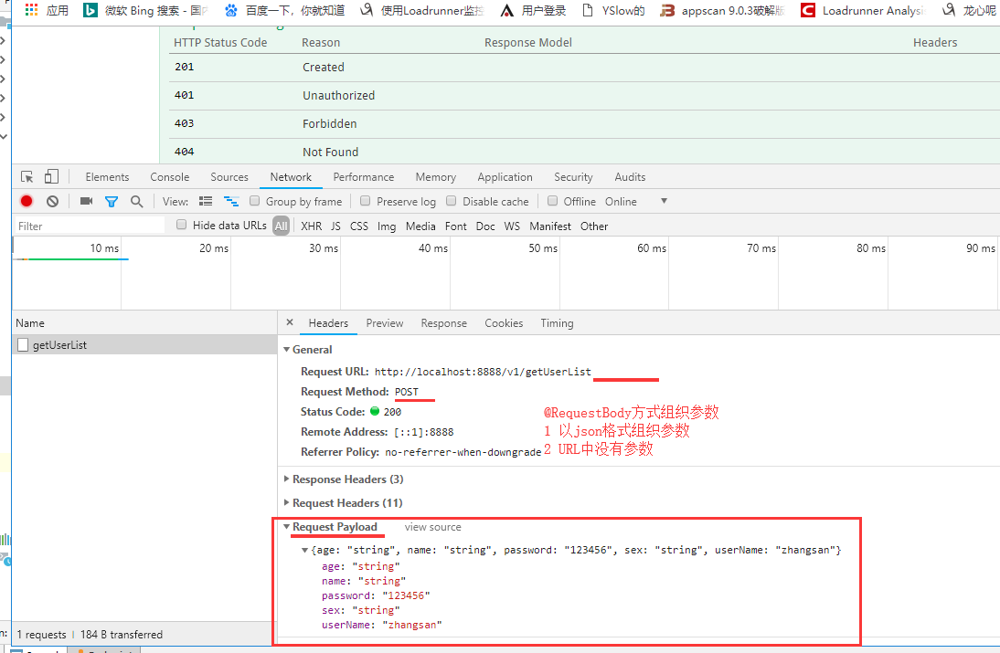 应用 微软 Bing 搜索 - 国内 百度一下，你就知道 使用Loadrunner监控 用户登录 YSlow的 appscan 9.0.3破解版 Loadrunner Analysis 龙心呢
HTTP Status Code Reason Response Model Headers
201 Created
401 Unauthorized
403 Forbidden
404 Not Found
Elements Console Sources Network Performance Memory Application Security Audits
View: Group by frame Preserve log Disable cache Offline Online
Filter Hide data URLs All XHR JS CSS Img Media Font Doc WS Manifest Other
10 ms 20 ms 30 ms 40 ms 50 ms 60 ms 70 ms 80 ms 90 ms
Name × Headers Preview Response Cookies Timing
getUserList
General
Request URL: http://localhost:8888/v1/getUserList
Request Method: POST
Status Code: 200
Remote Address: [::1]:8888
Referrer Policy: no-referrer-when-downgrade
@RequestBody方式组织参数
1 以json格式组织参数
2 URL中没有参数
Response Headers (3)
Request Headers (11)
Request Payload view source
{age: "string", name: "string", password: "123456", sex: "string", userName: "zhangsan"}
age: "string"
name: "string"
password: "123456"
sex: "string"
userName: "zhangsan"
1 requests | 184 B transferred